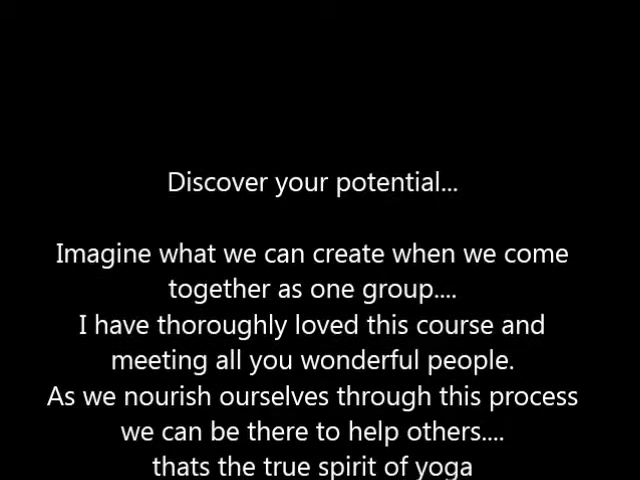 Discover your potential...
Imagine what we can create when we come
together as one group....
I have thoroughly loved this course and
meeting all you wonderful people.
As we nourish ourselves through this process
we can be there to help others....
thats the true spirit of yoga